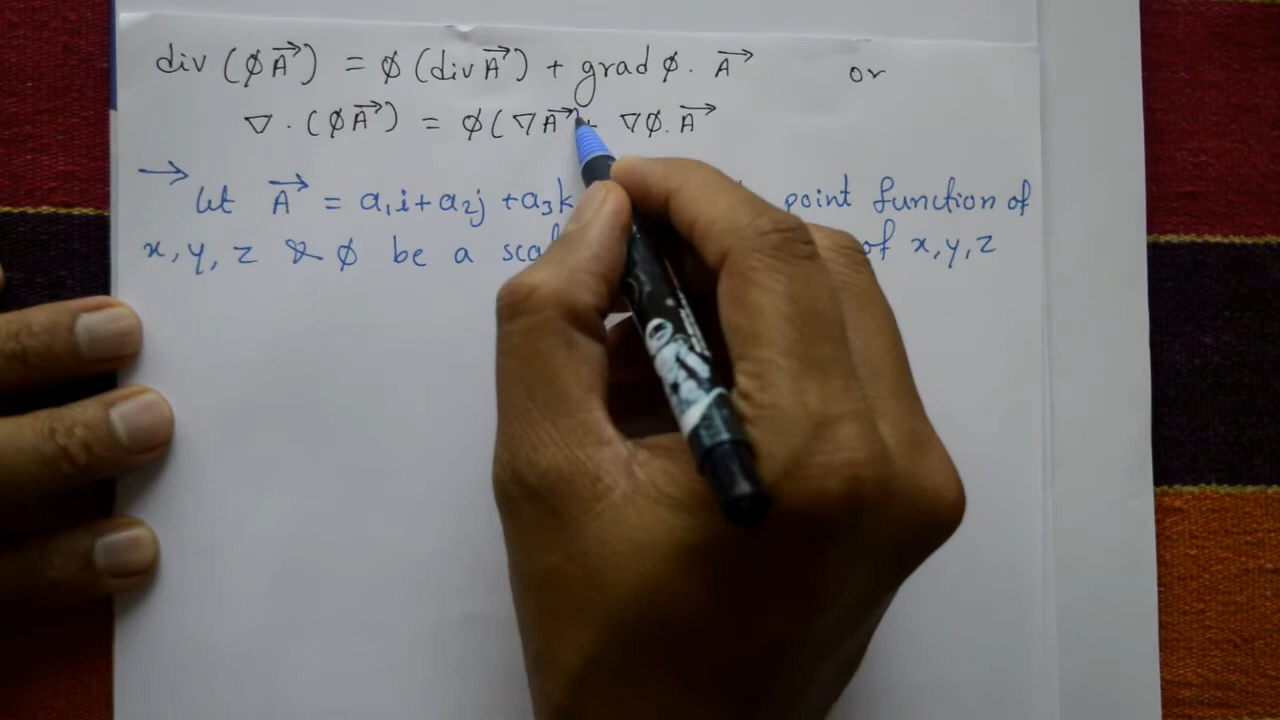 div (φA⃗) = φ (div A⃗) + grad φ. A⃗ or
∇ . (φA⃗) = φ(∇A⃗) + ∇φ. A⃗
→ let A⃗ = a₁i + a₂j + a₃k point function of
x, y, z & φ be a of x, y, z